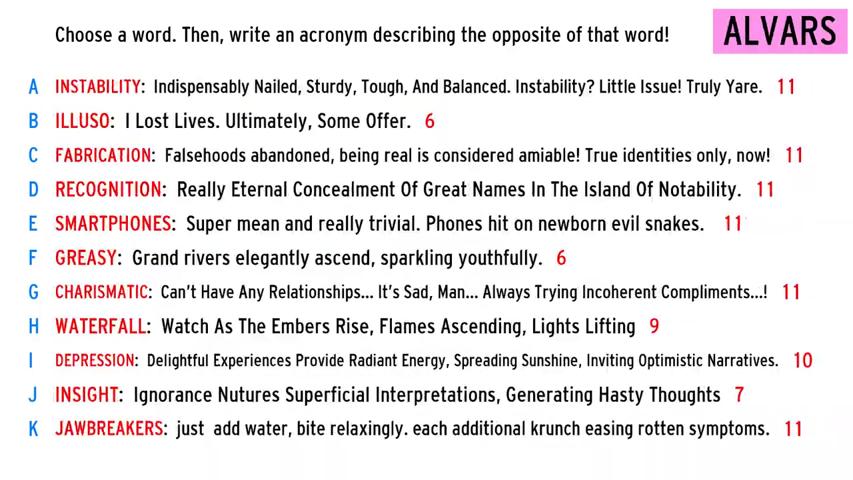 Choose a word. Then, write an acronym describing the opposite of that word!
ALVARS
A INSTABILITY: Indispensably Nailed, Sturdy, Tough, And Balanced. Instability? Little Issue! Truly Yare. 11
B ILLUSO: I Lost Lives. Ultimately, Some Offer. 6
C FABRICATION: Falsehoods abandoned, being real is considered amiable! True identities only, now! 11
D RECOGNITION: Really Eternal Concealment Of Great Names In The Island Of Notability. 11
E SMARTPHONES: Super mean and really trivial. Phones hit on newborn evil snakes. 11
F GREASY: Grand rivers elegantly ascend, sparkling youthfully. 6
G CHARISMATIC: Can't Have Any Relationships... It's Sad, Man... Always Trying Incoherent Compliments...! 11
H WATERFALL: Watch As The Embers Rise, Flames Ascending, Lights Lifting 9
I DEPRESSION: Delightful Experiences Provide Radiant Energy, Spreading Sunshine, Inviting Optimistic Narratives. 10
J INSIGHT: Ignorance Nutures Superficial Interpretations, Generating Hasty Thoughts 7
K JAWBREAKERS: just add water, bite relaxingly. each additional krunch easing rotten symptoms. 11